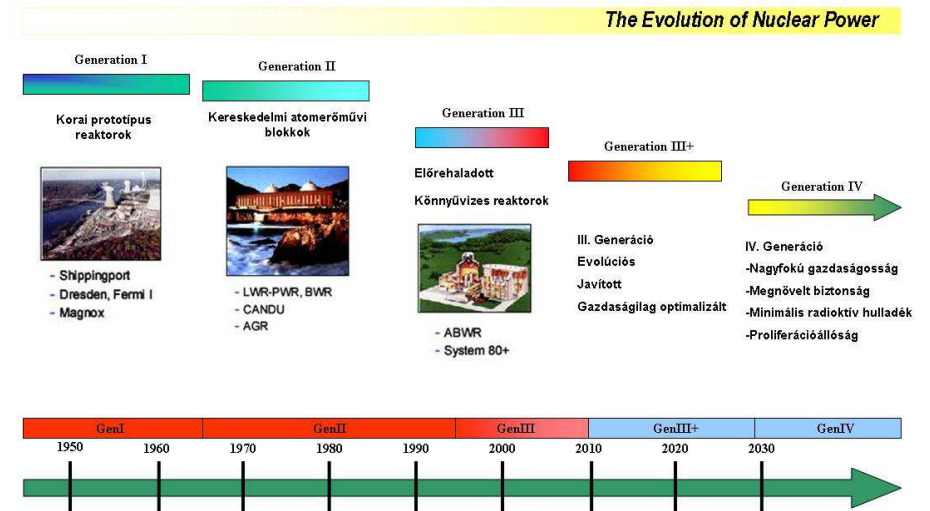 The Evolution of Nuclear Power
Generation I
Korai prototípus
reaktorok
- Shippingport
- Dresden, Fermi I
- Magnox
Generation II
Kereskedelmi atomerőművi
blokkok
- LWR-PWR, BWR
- CANDU
- AGR
Generation III
Előrehaladott
Könnyűvizes reaktorok
- ABWR
- System 80+
Generation III+
III. Generáció
Evolúciós
Javított
Gazdaságilag optimalizált
Generation IV
IV. Generáció
-Nagyfokú gazdaságosság
-Megnövelt biztonság
-Minimális radioktív hulladék
-Proliferációállóság
GenI GenII GenIII GenIII+ GenIV
1950 1960 1970 1980 1990 2000 2010 2020 2030